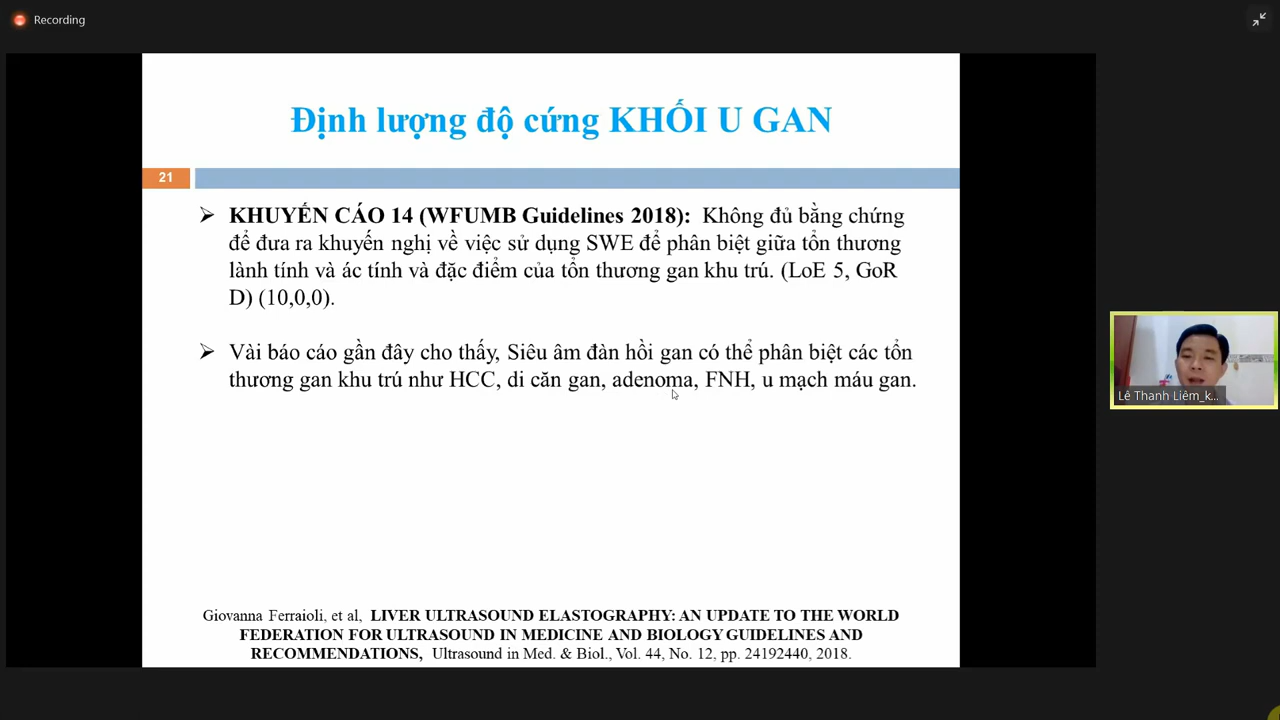 Recording
Định lượng độ cứng KHỐI U GAN
21
KHUYẾN CÁO 14 (WFUMB Guidelines 2018): Không đủ bằng chứng
để đưa ra khuyến nghị về việc sử dụng SWE để phân biệt giữa tổn thương
lành tính và ác tính và đặc điểm của tổn thương gan khu trú. (LoE 5, GoR
D) (10,0,0).
Vài báo cáo gần đây cho thấy, Siêu âm đàn hồi gan có thể phân biệt các tổn
thương gan khu trú như HCC, di căn gan, adenoma, FNH, u mạch máu gan.
Giovanna Ferraioli, et al, LIVER ULTRASOUND ELASTOGRAPHY: AN UPDATE TO THE WORLD
FEDERATION FOR ULTRASOUND IN MEDICINE AND BIOLOGY GUIDELINES AND
RECOMMENDATIONS, Ultrasound in Med. & Biol., Vol. 44, No. 12, pp. 24192440, 2018.
Lê Thanh Liêm_k...